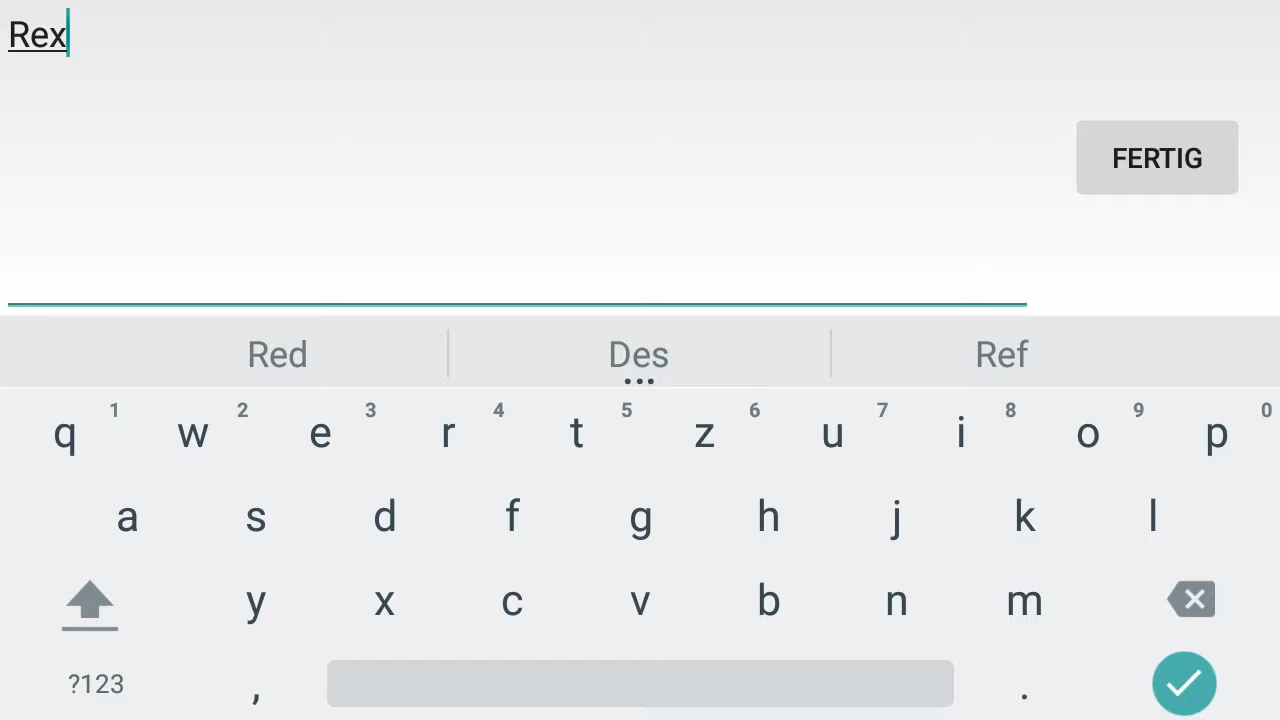 Rex
FERTIG
Red Des Ref
q 1 w 2 e 3 r 4 t 5 z 6 u 7 i 8 o 9 p 0
a s d f g h j k l
y x c v b n m
?123 , .